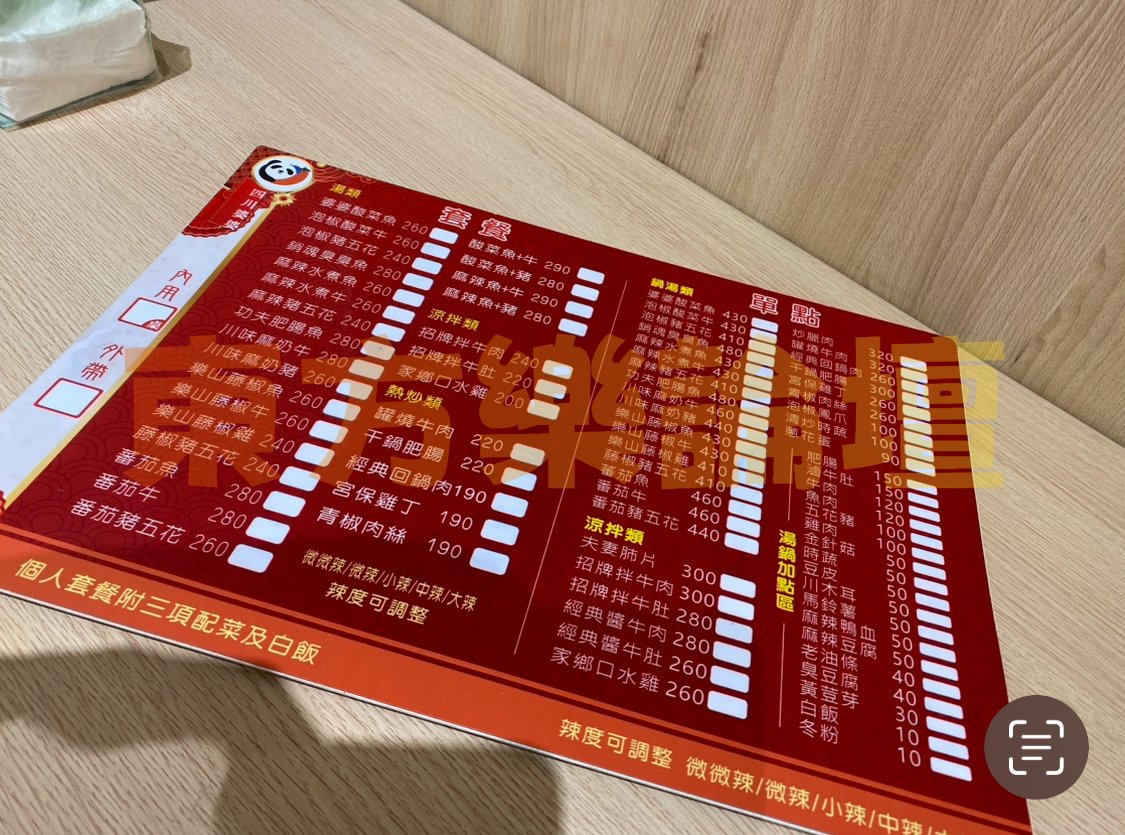 四川婆婆
內用
桌
外帶
套餐
湯類
婆婆酸菜魚 260
泡椒酸菜牛 260
泡椒豬五花 240
銷魂臭臭魚 280
麻辣水煮魚 260
麻辣水煮牛 260
麻辣豬五花 240
功夫肥腸魚 280
川味麻奶牛 280
川味麻奶豬 260
樂山藤椒魚 260
樂山藤椒牛 260
樂山藤椒雞 240
藤椒豬五花 240
番茄魚 280
番茄牛 280
番茄豬五花 260
酸菜魚+牛 290
酸菜魚+豬 280
麻辣魚+牛 290
麻辣魚+豬 280
涼拌類
招牌拌牛肉 240
招牌拌牛肚 220
家鄉口水雞 200
熱炒類
罐燒牛肉 220
干鍋肥腸 220
經典回鍋肉 190
宮保雞丁 190
青椒肉絲 190
微微辣/微辣/小辣/中辣/大辣
辣度可調整
單點
鍋湯類
婆婆酸菜魚 430
泡椒酸菜牛 430
泡椒豬五花 410
銷魂臭臭魚 480
麻辣水煮魚 430
麻辣水煮牛
麻辣豬五花
功夫肥腸魚
川味麻奶牛
川味麻奶豬
樂山藤椒牛
樂山藤椒雞
藤椒豬五花 410
番茄魚 460
番茄牛 460
番茄豬五花 440
涼拌類
夫妻肺片 300
招牌拌牛肉 300
招牌拌牛肚 280
經典醬牛肉 280
經典醬牛肚 260
家鄉口水雞 260
炒臘肉 320
罐燒牛肉 320
經典回鍋肉
干鍋肥腸
宮保雞丁
青椒肉絲
泡椒鳳爪
清炒時蔬
蔥花蛋 90
湯鍋加點區
肥腸 150
滷牛肚 150
牛肉 120
魚肉 120
五花豬 100
雞肉 100
金針菇 50
時蔬 50
豆皮 50
川木耳 50
馬鈴薯 50
麻辣鴨血 50
麻辣豆腐 50
老油條 40
臭豆腐 40
黃荳芽 30
白飯 10
冬粉 10
個人套餐附三項配菜及白飯
辣度可調整 微微辣/微辣/小辣/中辣/
東方樂論壇